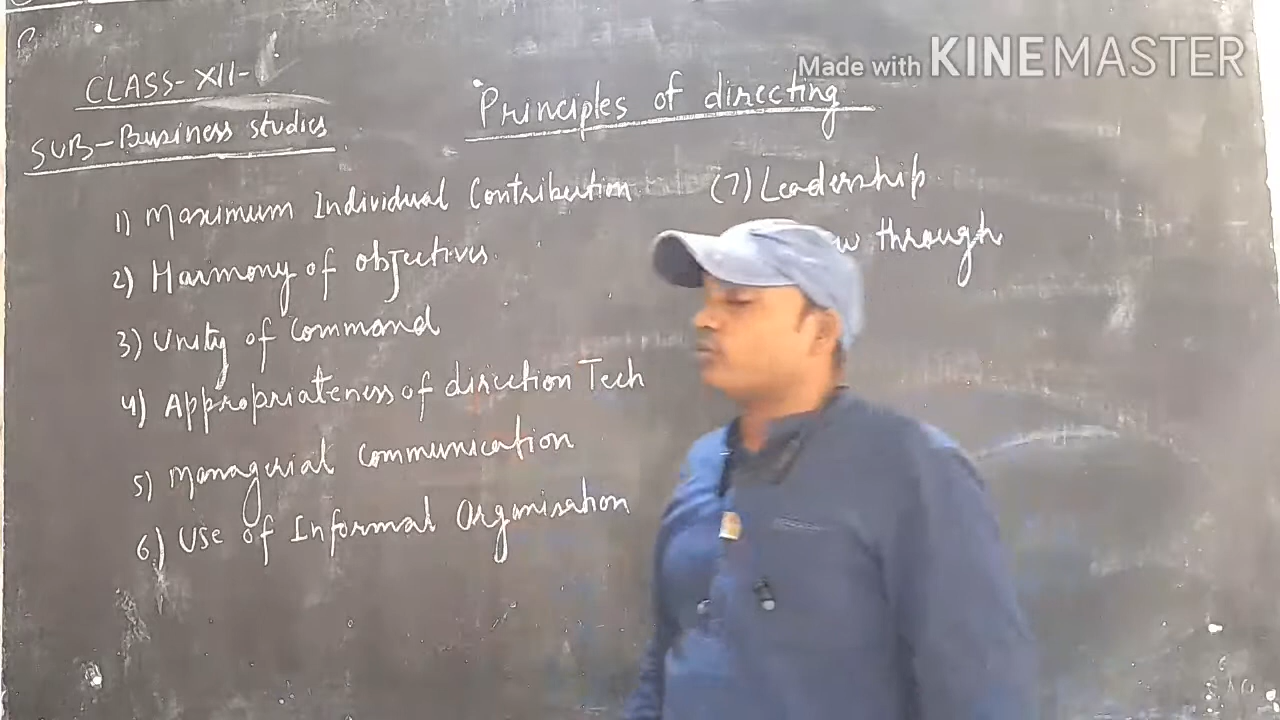 Made with KINEMASTER
CLASS-XII-
SUB-Business studies
Principles of directing
1) Maximum Individual Contribution
2) Harmony of objectives.
3) Unity of command
4) Appropriateness of direction Tech
5) Managerial communication
6) Use of Informal Organisation
(7) Leadership
w through